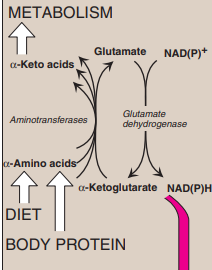 METABOLISM
Glutamate NAD(P)+
α-Keto acids
Aminotransferases
Glutamate
dehydrogenase
α-Amino acids
α-Ketoglutarate NAD(P)H
DIET
BODY PROTEIN